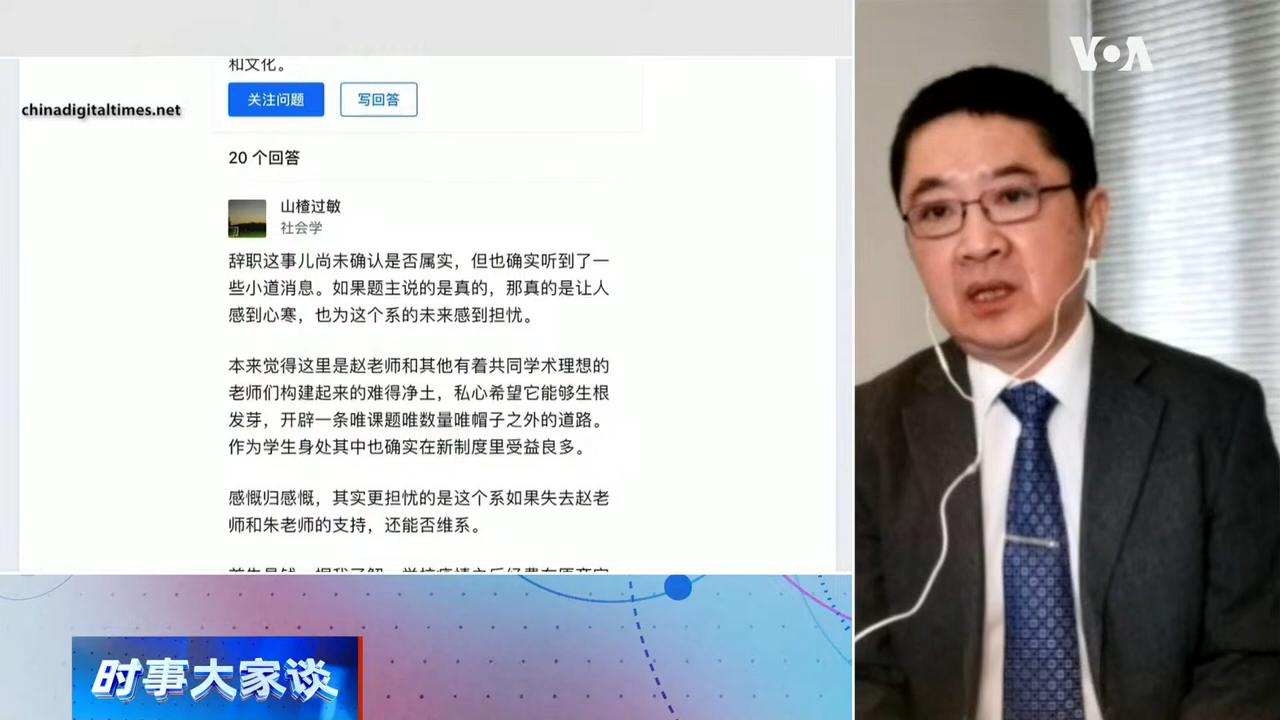 和文化。
关注问题
写回答
chinadigitaltimes.net
20 个回答
山楂过敏
社会学
辞职这事儿尚未确认是否属实，但也确实听到了一
些小道消息。如果题主说的是真的，那真的是让人
感到心寒，也为这个系的未来感到担忧。
本来觉得这里是赵老师和其他有着共同学术理想的
老师们构建起来的难得净土，私心希望它能够生根
发芽，开辟一条唯课题唯数量唯帽子之外的道路。
作为学生身处其中也确实在新制度里受益良多。
感慨归感慨，其实更担忧的是这个系如果失去赵老
师和朱老师的支持，还能否维系。
时事大家谈
VOA